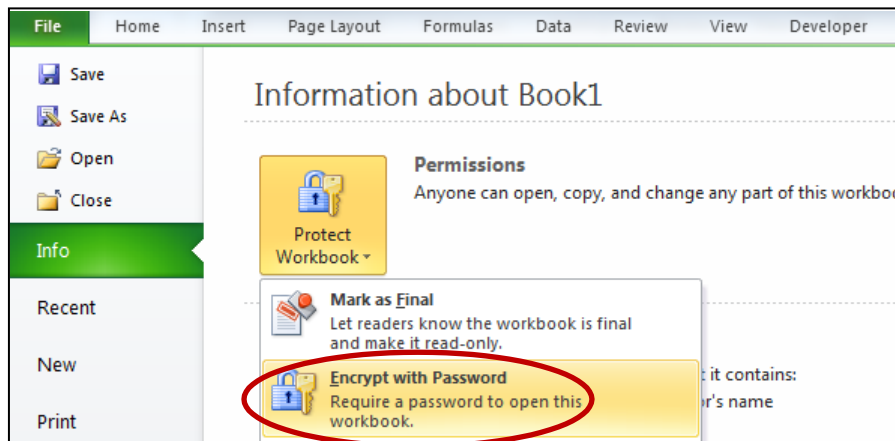 File Home Insert Page Layout Formulas Data Review View Developer
Save
Save As
Open
Close
Info
Recent
New
Print
Information about Book1
Protect
Workbook
Permissions
Anyone can open, copy, and change any part of this
Mark as Final
Let readers know the workbook is final
and make it read-only.
Encrypt with Password
Require a password to open this
workbook.
it contains:
name